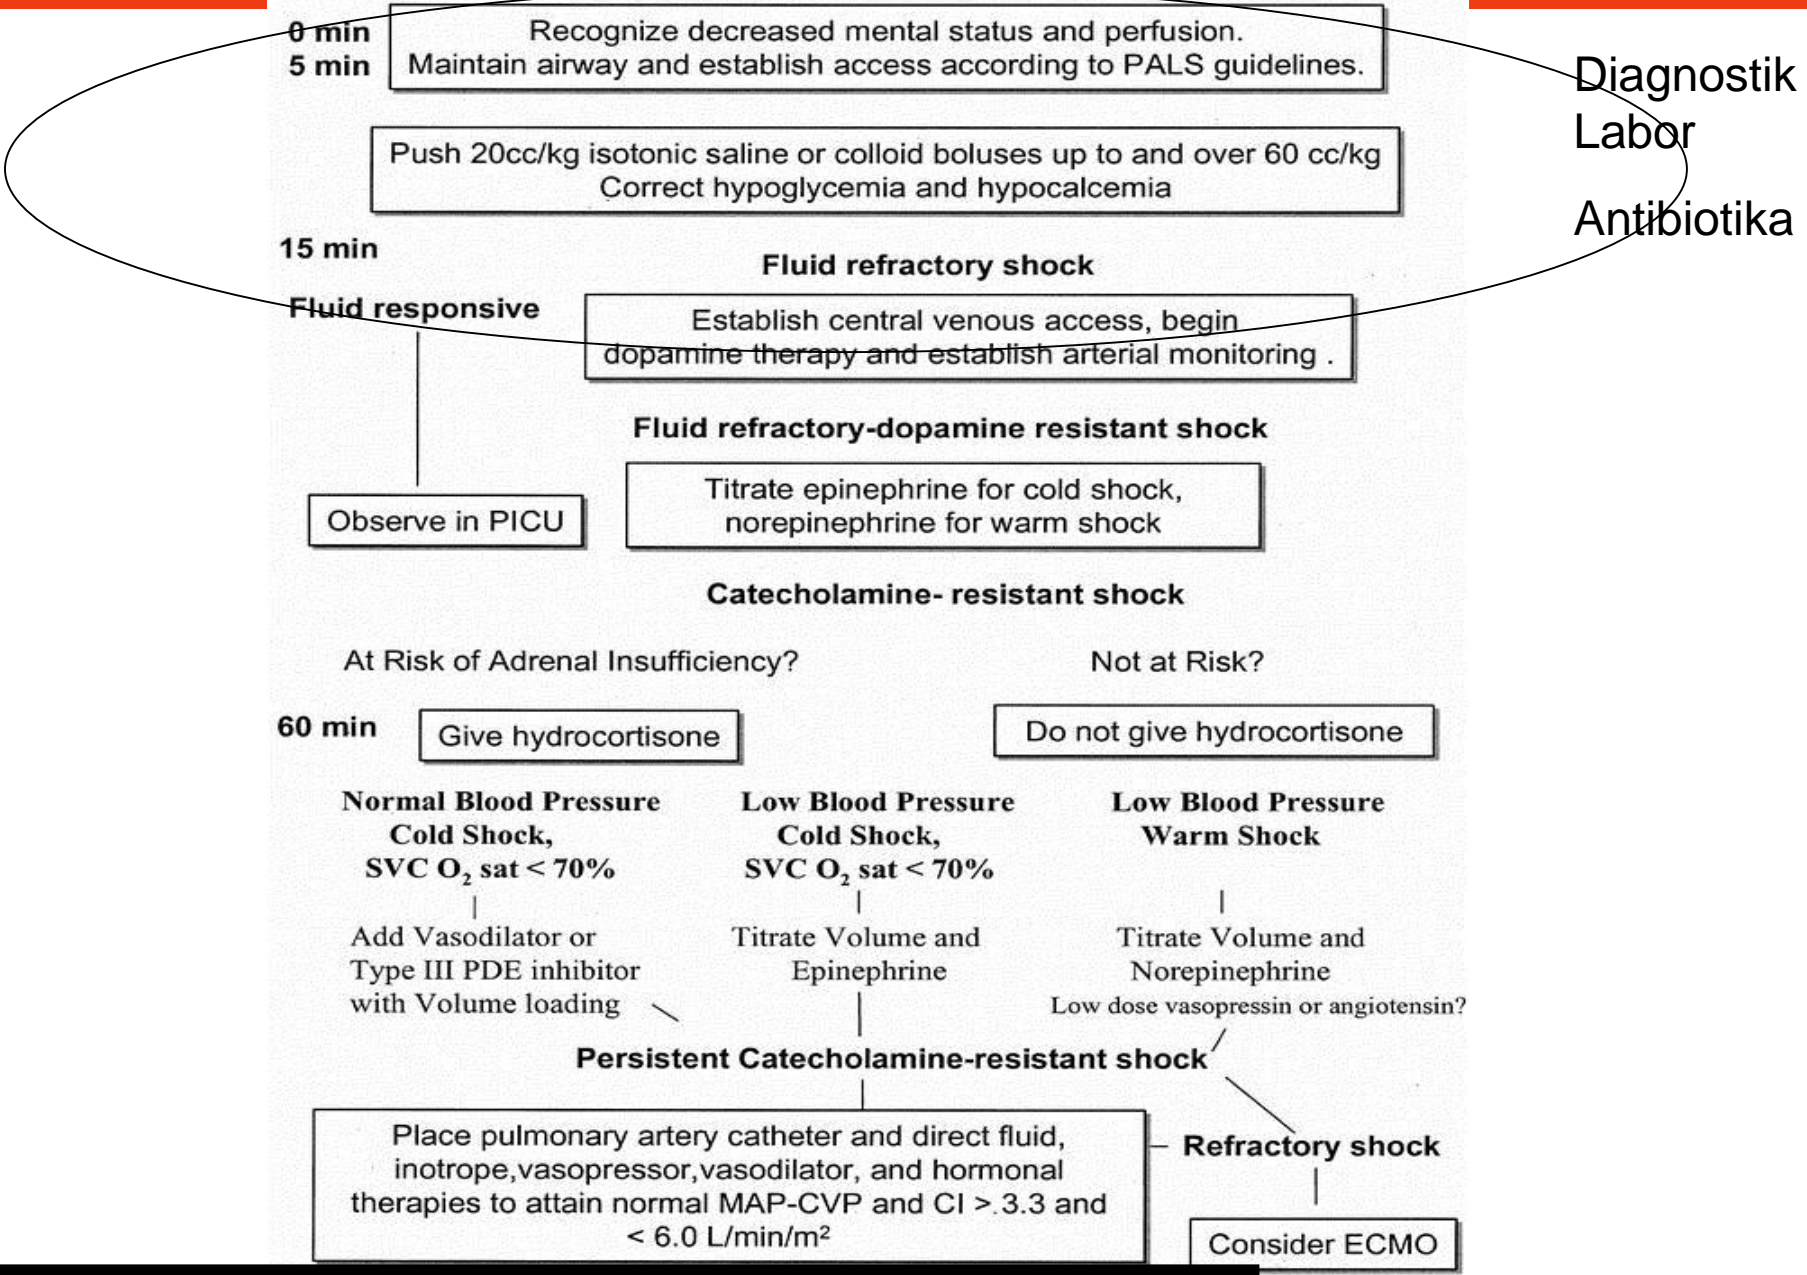 0 min
Recognize decreased mental status and perfusion.
5 min
Maintain airway and establish access according to PALS guidelines.
Diagnostik
Labor
Antibiotika
Push 20cc/kg isotonic saline or colloid boluses up to and over 60 cc/kg
Correct hypoglycemia and hypocalcemia
15 min
Fluid refractory shock
Fluid responsive
Establish central venous access, begin
dopamine therapy and establish arterial monitoring .
Fluid refractory-dopamine resistant shock
Observe in PICU
Titrate epinephrine for cold shock,
norepinephrine for warm shock
Catecholamine- resistant shock
At Risk of Adrenal Insufficiency?
Not at Risk?
60 min
Give hydrocortisone
Do not give hydrocortisone
Normal Blood Pressure
Cold Shock,
SVC O₂ sat < 70%
Low Blood Pressure
Cold Shock,
SVC O₂ sat < 70%
Low Blood Pressure
Warm Shock
Add Vasodilator or
Type III PDE inhibitor
with Volume loading
Titrate Volume and
Epinephrine
Titrate Volume and
Norepinephrine
Low dose vasopressin or angiotensin?
Persistent Catecholamine-resistant shock
Place pulmonary artery catheter and direct fluid,
inotrope,vasopressor,vasodilator, and hormonal
therapies to attain normal MAP-CVP and CI > 3.3 and
< 6.0 L/min/m²
Refractory shock
Consider ECMO